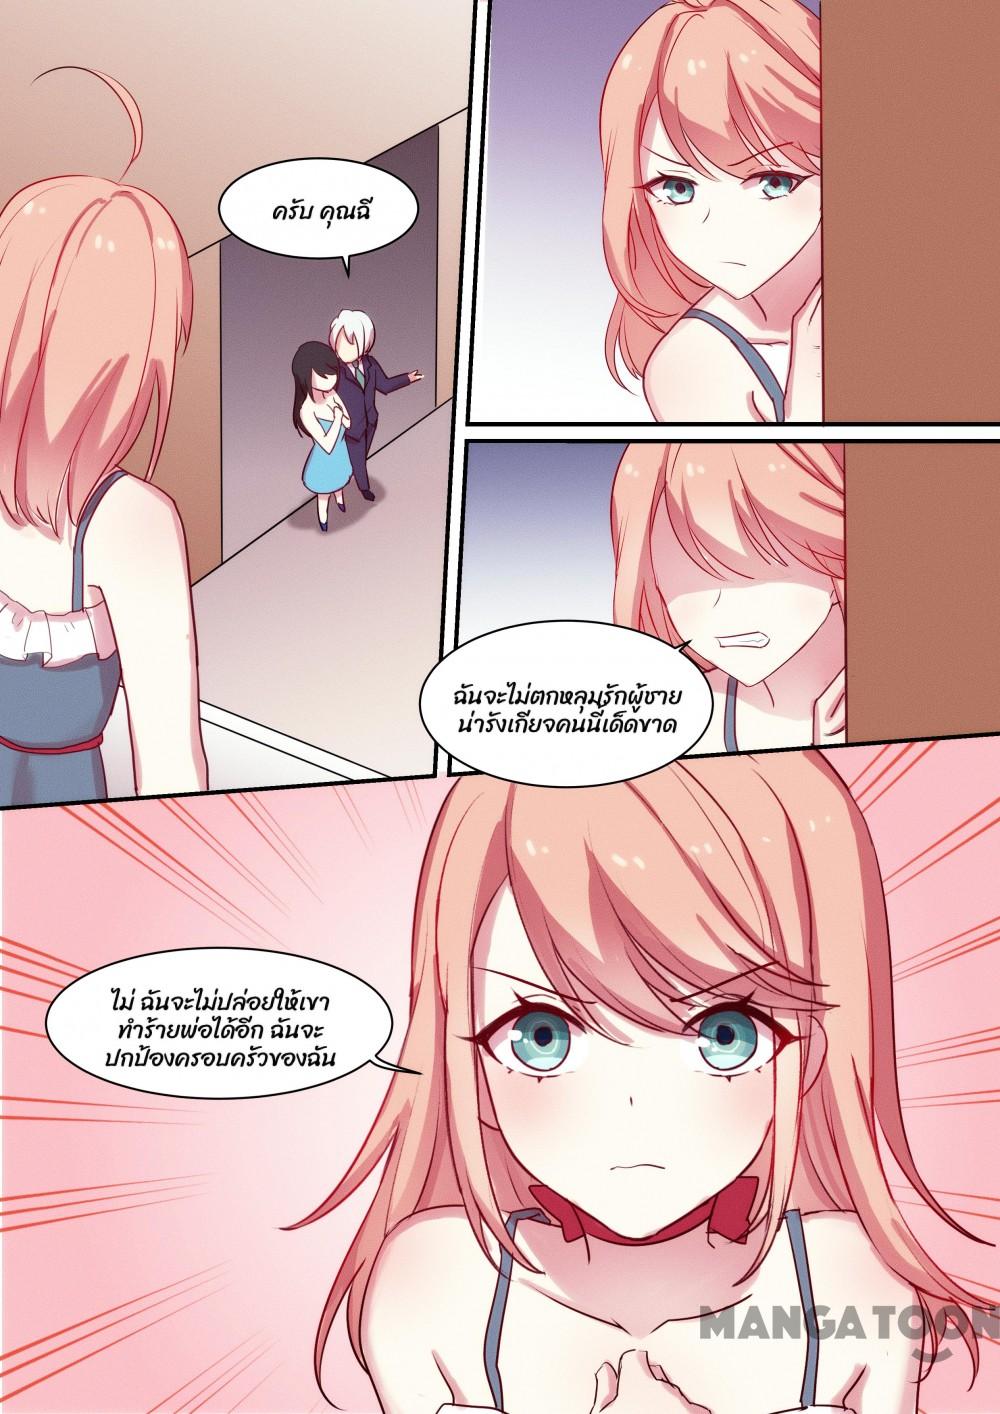 ครับ คุณฉี
ฉันจะไม่ตกหลุมรักผู้ชาย
น่ารังเกียจคนนี้เด็ดขาด
ไม่ ฉันจะไม่ปล่อยให้เขา
ทำร้ายพ่อได้อีก ฉันจะ
ปกป้องครอบครัวของฉัน
MANGATOON